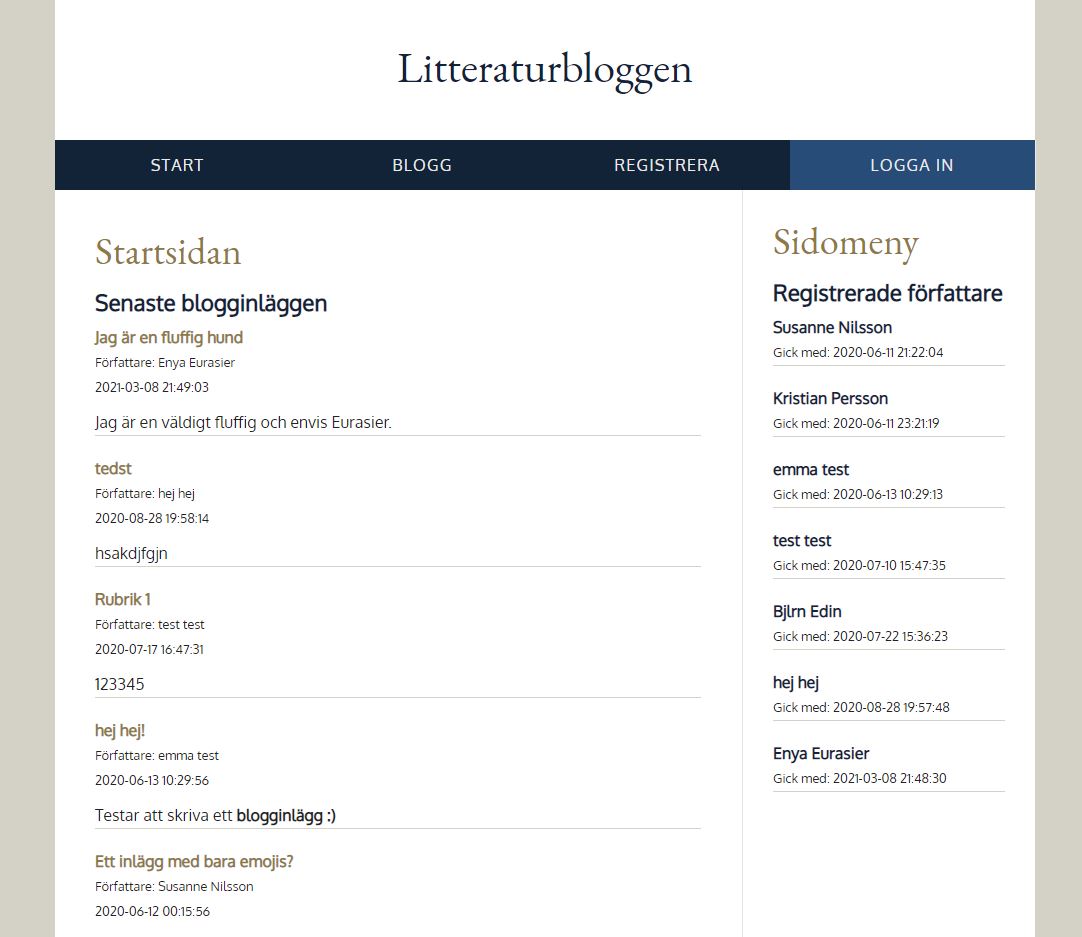 Litteraturbloggen
START
BLOGG
REGISTRERA
LOGGA IN
Startsidan
Senaste blogginläggen
Jag är en fluffig hund
Författare: Enya Eurasier
2021-03-08 21:49:03
Jag är en väldigt fluffig och envis Eurasier.
tedst
Författare: hej hej
2020-08-28 19:58:14
hsakdjfgjn
Rubrik 1
Författare: test test
2020-07-17 16:47:31
123345
hej hej!
Författare: emma test
2020-06-13 10:29:56
Testar att skriva ett blogginlägg :)
Ett inlägg med bara emojis?
Författare: Susanne Nilsson
2020-06-12 00:15:56
Sidomeny
Registrerade författare
Susanne Nilsson
Gick med: 2020-06-11 21:22:04
Kristian Persson
Gick med: 2020-06-11 23:21:19
emma test
Gick med: 2020-06-13 10:29:13
test test
Gick med: 2020-07-10 15:47:35
Bjlrn Edin
Gick med: 2020-07-22 15:36:23
hej hej
Gick med: 2020-08-28 19:57:48
Enya Eurasier
Gick med: 2021-03-08 21:48:30